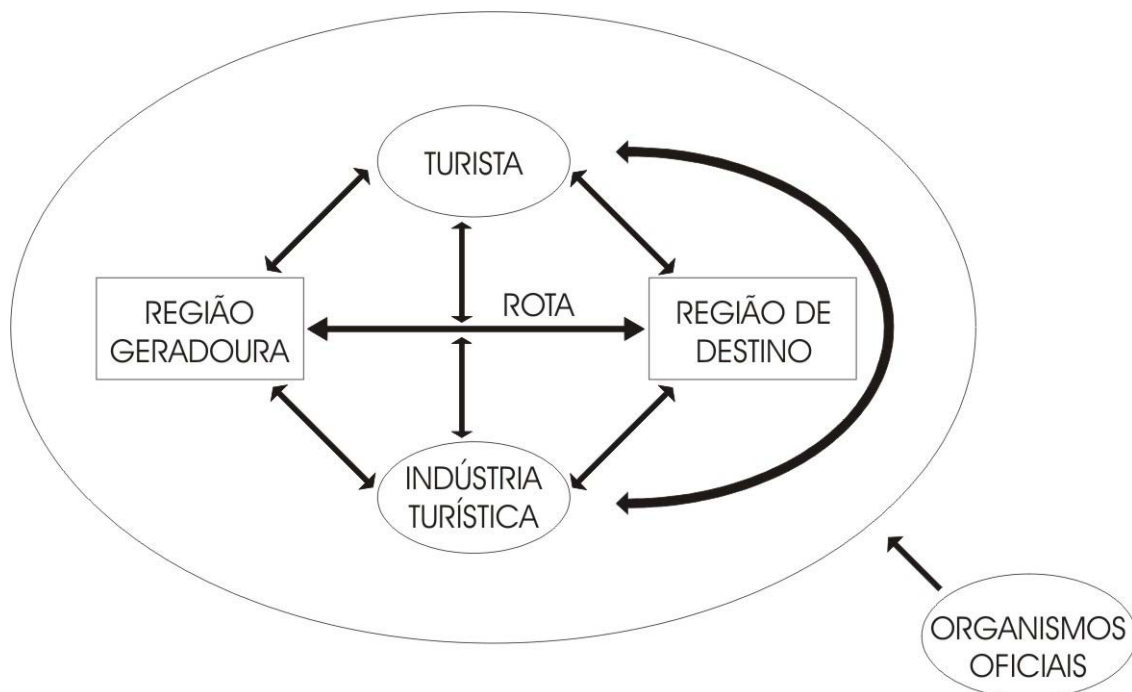 TURISTA
REGIÃO
GERADOURA
ROTA
REGIÃO DE
DESTINO
INDÚSTRIA
TURÍSTICA
ORGANISMOS
OFICIAIS